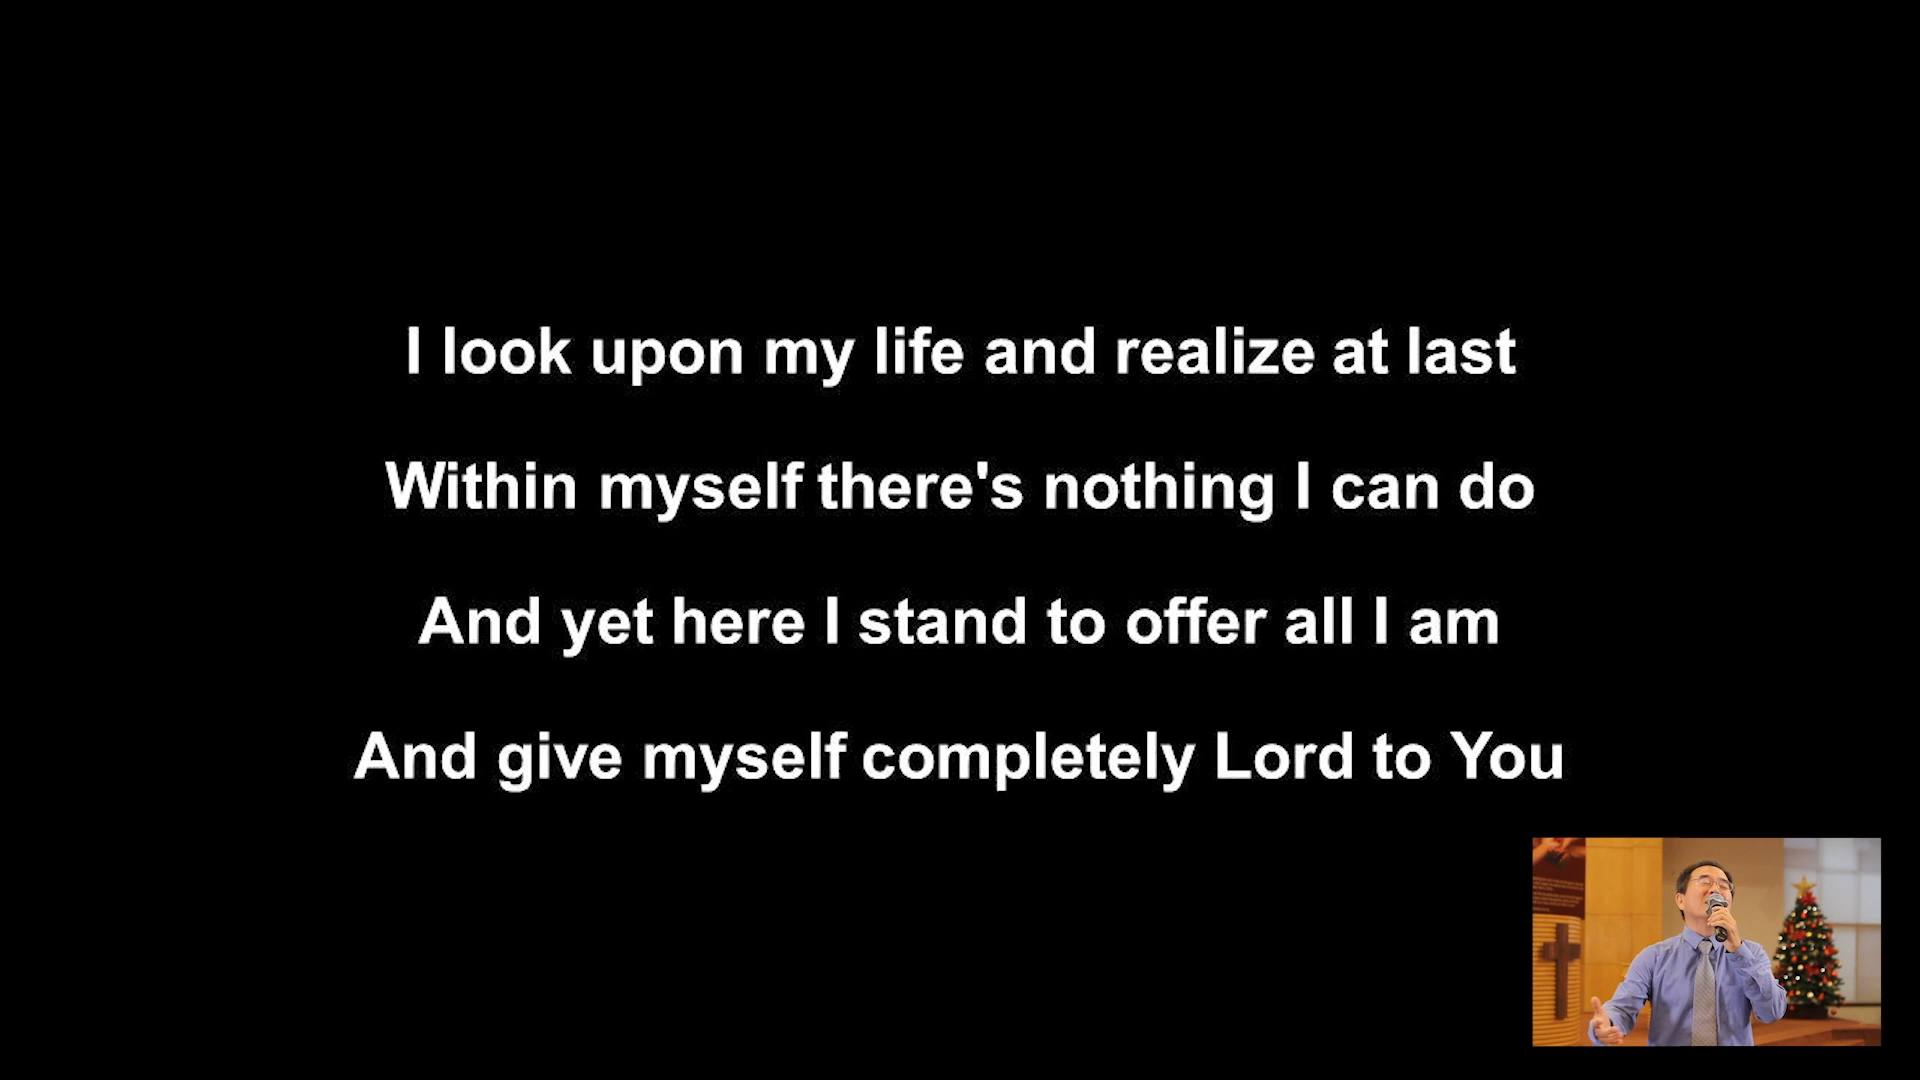 I look upon my life and realize at last
Within myself there's nothing I can do
And yet here I stand to offer all I am
And give myself completely Lord to You